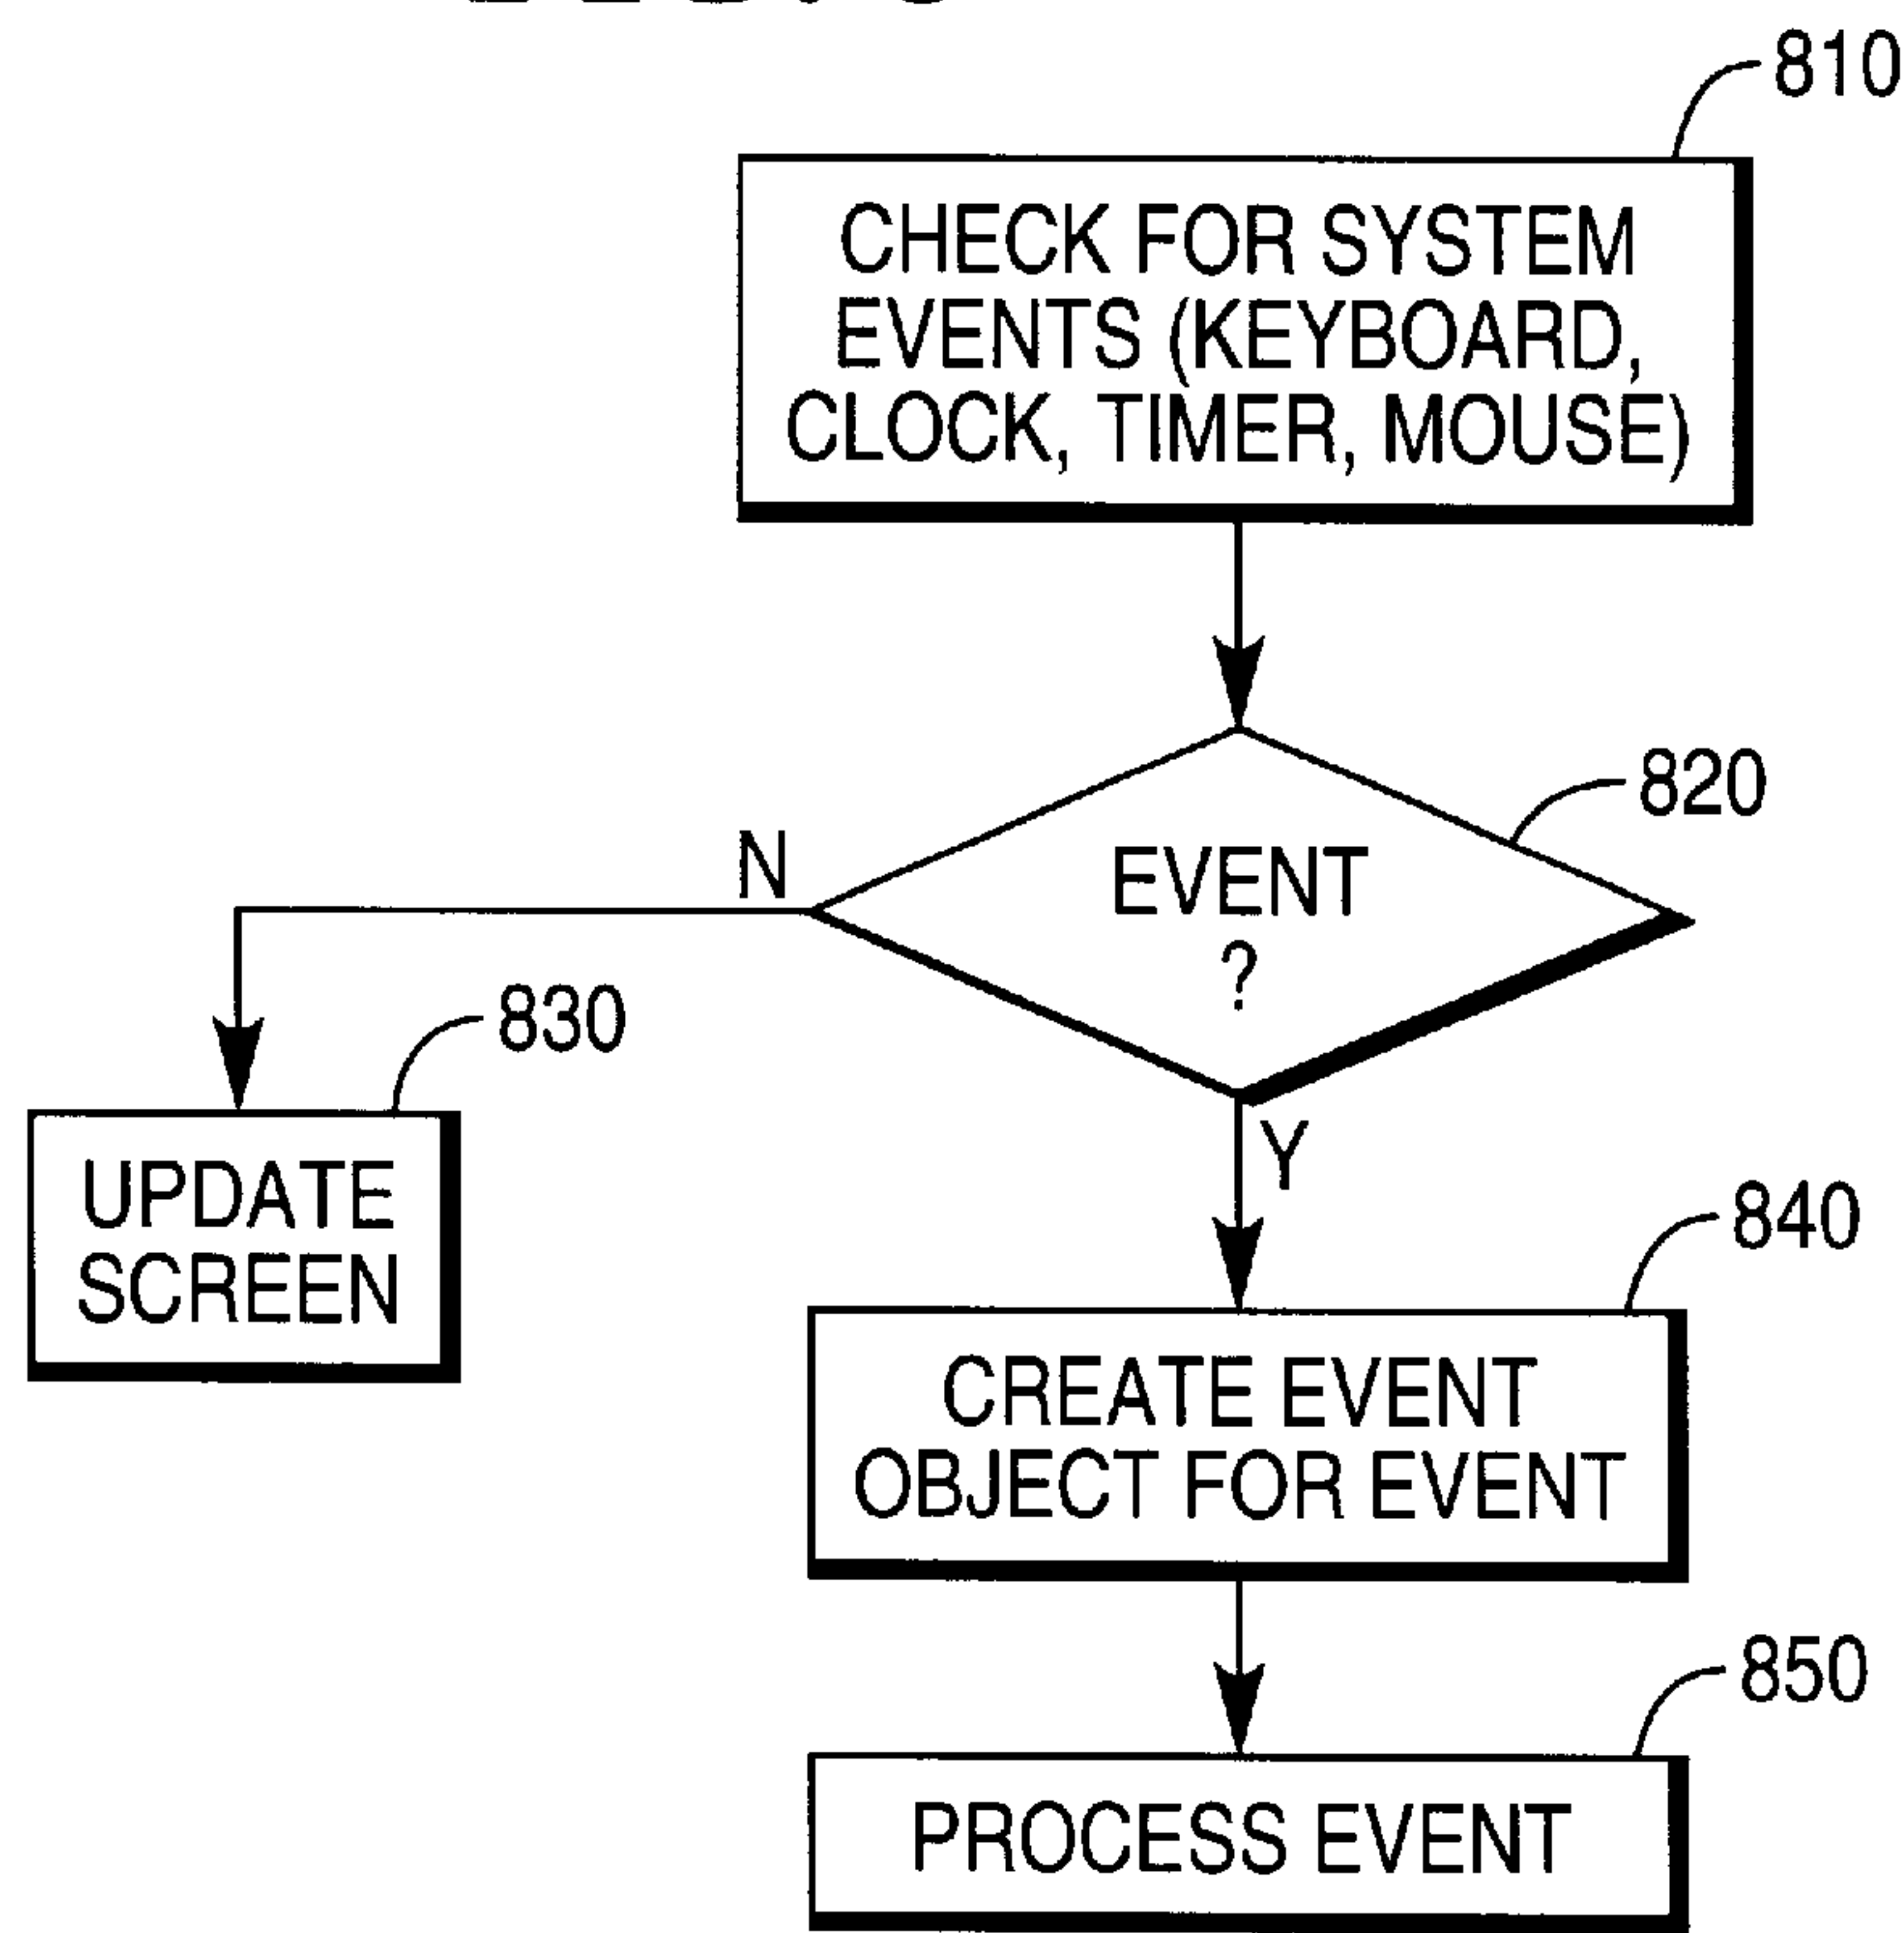 810
CHECK FOR SYSTEM
EVENTS (KEYBOARD,
CLOCK, TIMER, MOUSE)
820
EVENT
?
N
830
UPDATE
SCREEN
Y
840
CREATE EVENT
OBJECT FOR EVENT
850
PROCESS EVENT